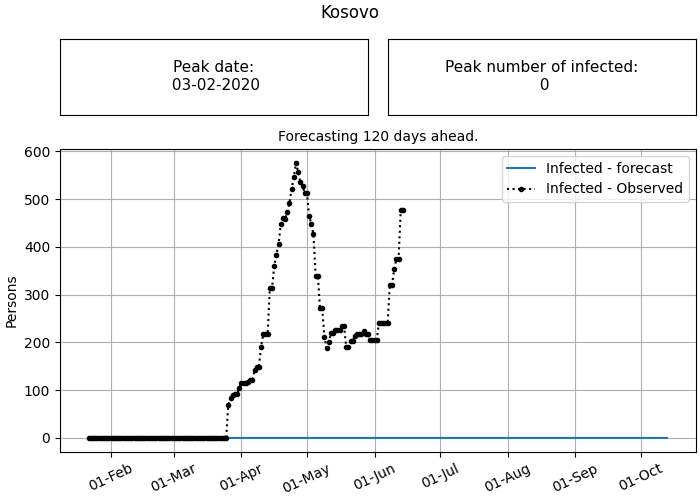 Kosovo
Peak date:
03-02-2020
Peak number of infected:
0
Forecasting 120 days ahead.
Infected - forecast
Infected - Observed
Persons
600
500
400
300
200
100
0
01-Feb
01-Mar
01-Apr
01-May
01-Jun
01-Jul
01-Aug
01-Sep
01-Oct